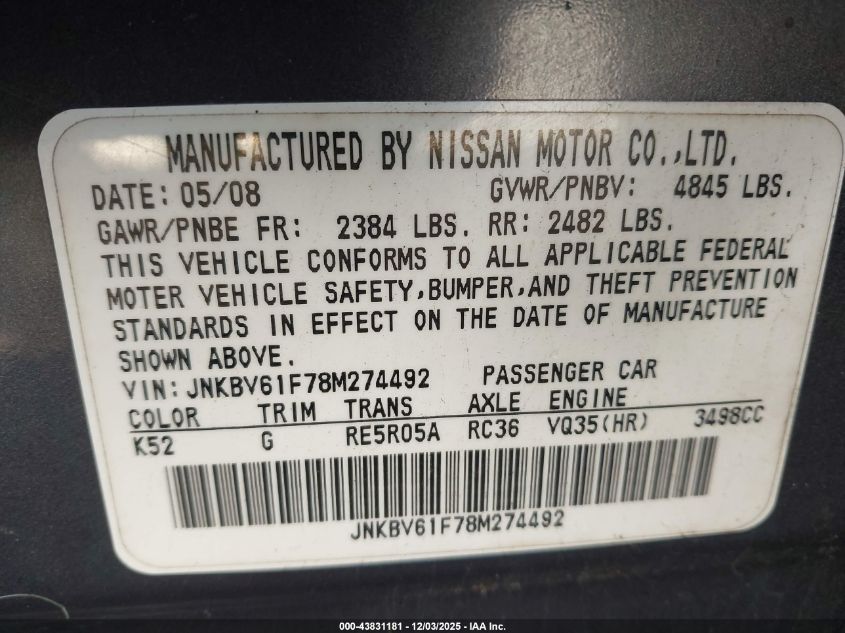 MANUFACTURED BY NISSAN MOTOR CO.,LTD.
DATE: 05/08 GVWR/PNBV: 4845 LBS.
GAWR/PNBE FR: 2384 LBS. RR: 2482 LBS.
THIS VEHICLE CONFORMS TO ALL APPLICABLE FEDERAL
MOTER VEHICLE SAFETY,BUMPER,AND THEFT PREVENTION
STANDARDS IN EFFECT ON THE DATE OF MANUFACTURE
SHOWN ABOVE.
VIN: JNKBV61F78M274492 PASSENGER CAR
COLOR TRIM TRANS AXLE ENGINE
K52 G RE5R05A RC36 VQ35(HR) 3498CC
JNKBV61F78M274492
000-43831181 - 12/03/2025 - IAA Inc.